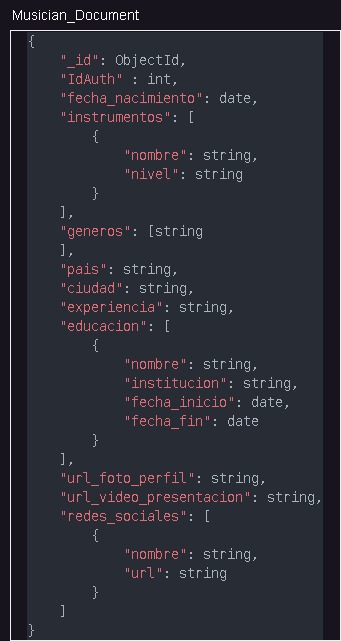 Musician_Document
{
    "_id": ObjectId,
    "IdAuth" : int,
    "fecha_nacimiento": date,
    "instrumentos": [
        {
            "nombre": string,
            "nivel": string
        }
    ],
    "generos": [string
    ],
    "pais": string,
    "ciudad": string,
    "experiencia": string,
    "educacion": [
        {
            "nombre": string,
            "institucion": string,
            "fecha_inicio": date,
            "fecha_fin": date
        }
    ],
    "url_foto_perfil": string,
    "url_video_presentacion": string,
    "redes_sociales": [
        {
            "nombre": string,
            "url": string
        }
    ]
}